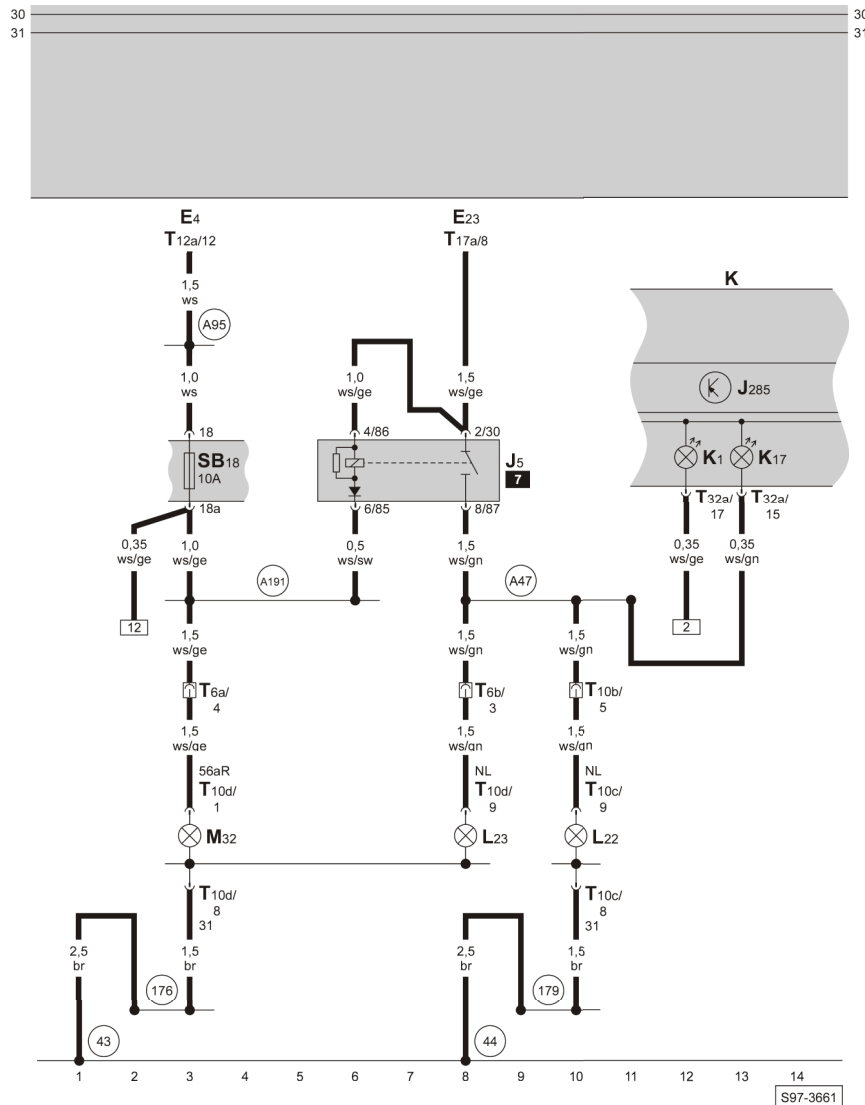 30 30
31 31
E4 E23
T12a/12 T17a/8
K
1,5
ws
A95
1,0 1,0 1,5
ws ws/ge ws/ge
J285
18 4/86 2/30
SB18 J5 K1 K17
10A 7
T32a/ T32a/
17 15
18a 6/85 8/87
0,35 1,0 0,5 1,5 0,35 0,35
ws/ge ws/ge ws/sw ws/gn ws/ge ws/gn
A191 A47
12 2
1,5 1,5 1,5
ws/ge ws/gn ws/gn
T6a/ T6b/ T10b/
4 3 5
1,5 1,5 1,5
ws/ge ws/gn ws/gn
56aR NL NL
T10d/ T10d/ T10c/
1 9 9
M32 L23 L22
T10d/ T10c/
8 8
31 31
2,5 1,5 2,5 1,5
br br br br
176 179
43 44
1 2 3 4 5 6 7 8 9 10 11 12 13 14
S97-3661